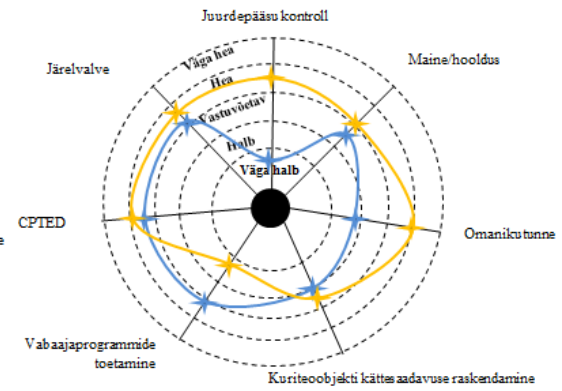 Juurdepääsu kontroll
Väga hea
Maine/hooldus
Järelvalve
Hea
Vastuvõetav
Halb
Väga halb
CPTED
e
Omanikutunne
Vabaajaprogrammide
toetamine
Kuriteoobjekti kättesaadavuse raskendamine